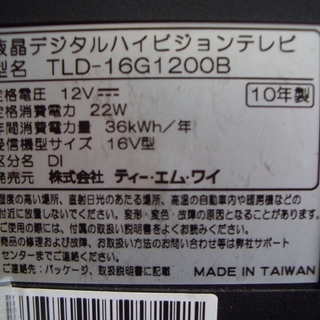 液晶デジタルハイビジョンテレビ
型名 TLD-16G1200B
定格電圧 12V⎓ 10年製
定格消費電力 22W
年間消費電力量 36kWh/年
受信機型サイズ 16V型
区分名 DI
発売元 株式会社 ティー・エム・ワイ
湿度の高い場所、直射日光のあたる場所、高温の自動車内や暖房機などの
付近に放置しないでください。変形・変色・故障の原因となることが
あります。使用前には、付属の取扱い説明書をよくお読みください。
商品の修理および故障、お取り扱いのお問い合わせ等は弊社サポート
センターまでご連絡ください。
ご連絡先:パッケージ、取扱説明書に記載 MADE IN TAIWAN